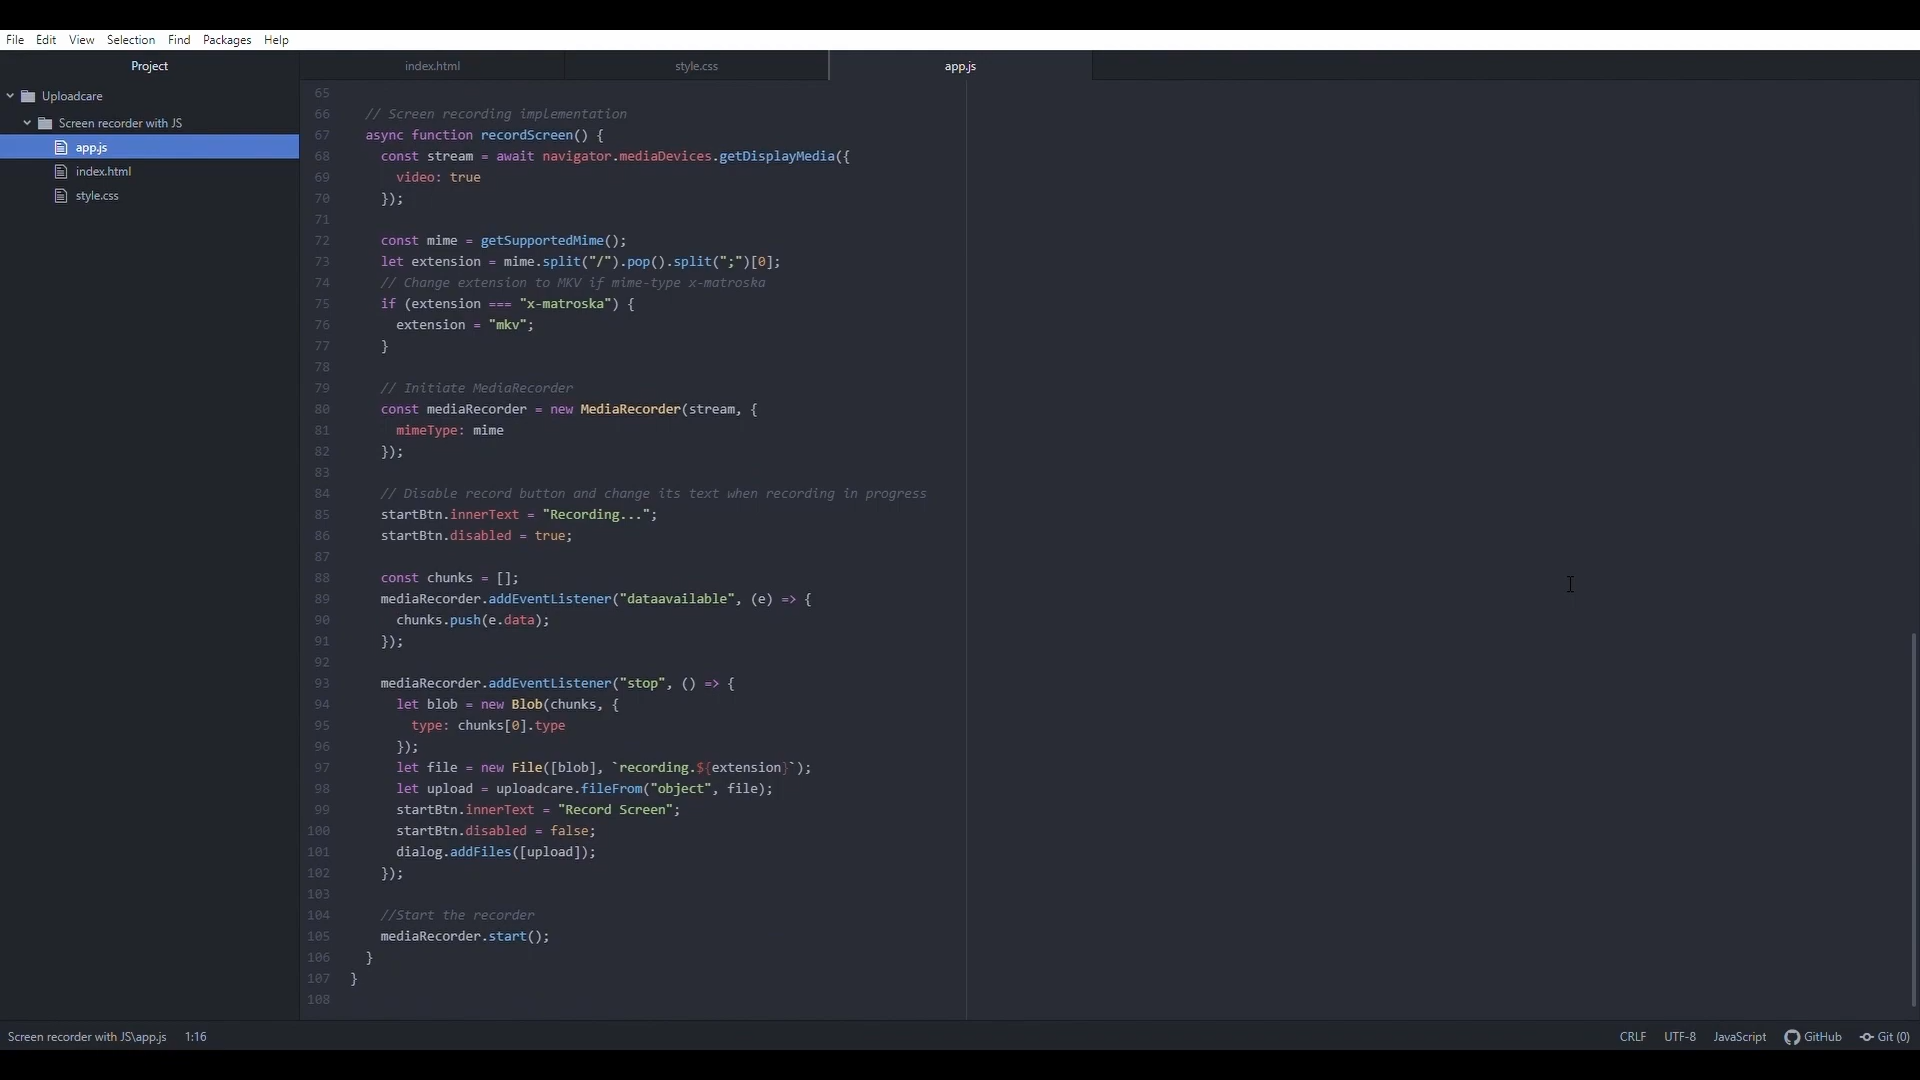 File Edit View Selection Find Packages Help
Project
index.html style.css app.js
Uploadcare
Screen recorder with JS
app.js
index.html
style.css
65
66 // Screen recording implementation
67 async function recordScreen() {
68 const stream = await navigator.mediaDevices.getDisplayMedia({
69 video: true
70 });
71
72 const mime = getSupportedMime();
73 let extension = mime.split("/").pop().split(";")[0];
74 // Change extension to MKV if mime-type x-matroska
75 if (extension === "x-matroska") {
76 extension = "mkv";
77 }
78
79 // Initiate MediaRecorder
80 const mediaRecorder = new MediaRecorder(stream, {
81 mimeType: mime
82 });
83
84 // Disable record button and change its text when recording in progress
85 startBtn.innerText = "Recording...";
86 startBtn.disabled = true;
87
88 const chunks = [];
89 mediaRecorder.addEventListener("dataavailable", (e) => {
90 chunks.push(e.data);
91 });
92
93 mediaRecorder.addEventListener("stop", () => {
94 let blob = new Blob(chunks, {
95 type: chunks[0].type
96 });
97 let file = new File([blob], `recording.${extension}`);
98 let upload = uploadcare.fileFrom("object", file);
99 startBtn.innerText = "Record Screen";
100 startBtn.disabled = false;
101 dialog.addFiles([upload]);
102 });
103
104 //Start the recorder
105 mediaRecorder.start();
106 }
107 }
108
Screen recorder with JS\app.js 1:16 CRLF UTF-8 JavaScript GitHub Git (0)